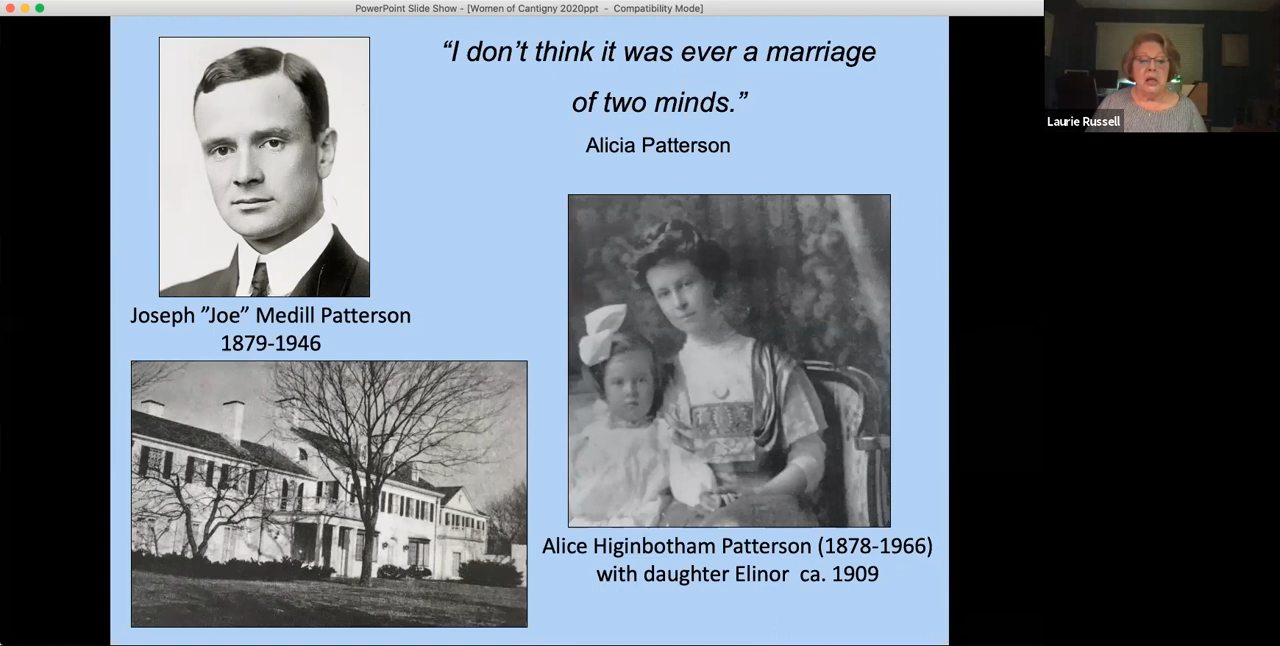 PowerPoint Slide Show - [Women of Cantigny 2020ppt - Compatibility Mode]
“I don’t think it was ever a marriage
of two minds.”
Alicia Patterson
Joseph ”Joe” Medill Patterson
1879-1946
Alice Higinbotham Patterson (1878-1966)
with daughter Elinor ca. 1909
Laurie Russell